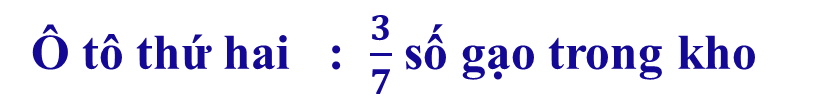 Ô tô thứ hai : 3/7 số gạo trong kho